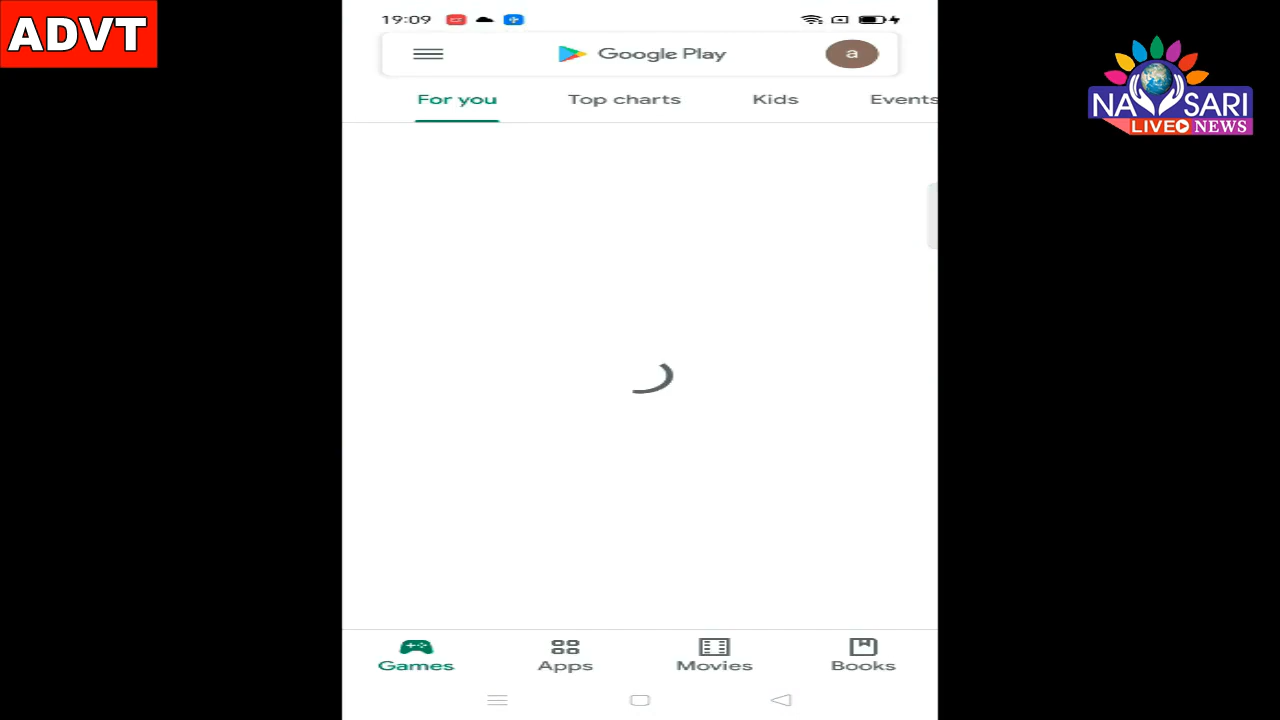 ADVT
19:09
Google Play
a
For you
Top charts
Kids
Events
NAVSARI
LIVE NEWS
Games
Apps
Movies
Books